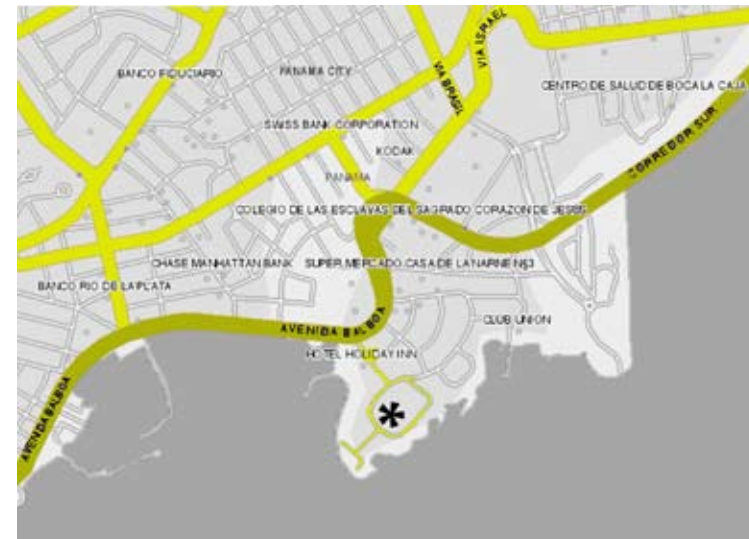 VIA ISRAEL
BANCO FIDUCIARIO
PANAMA CITY
VIA BRASIL
CENTRO DE SALUD DE BOCA LA CAJA
SWISS BANK CORPORATION
CORREDOR SUR
KODAK
PANAMA
COLEGIO DE LAS ESCLAVAS DEL SAGRADO CORAZON DE JESUS
CHASE MANHATTAN BANK
SUPER MERCADO CASA DE LA NARNE N§3
BANCO RIO DE LA PLATA
AVENIDA BALBOA
CLUB UNION
HOTEL HOLIDAY INN
AVENIDA BALBOA